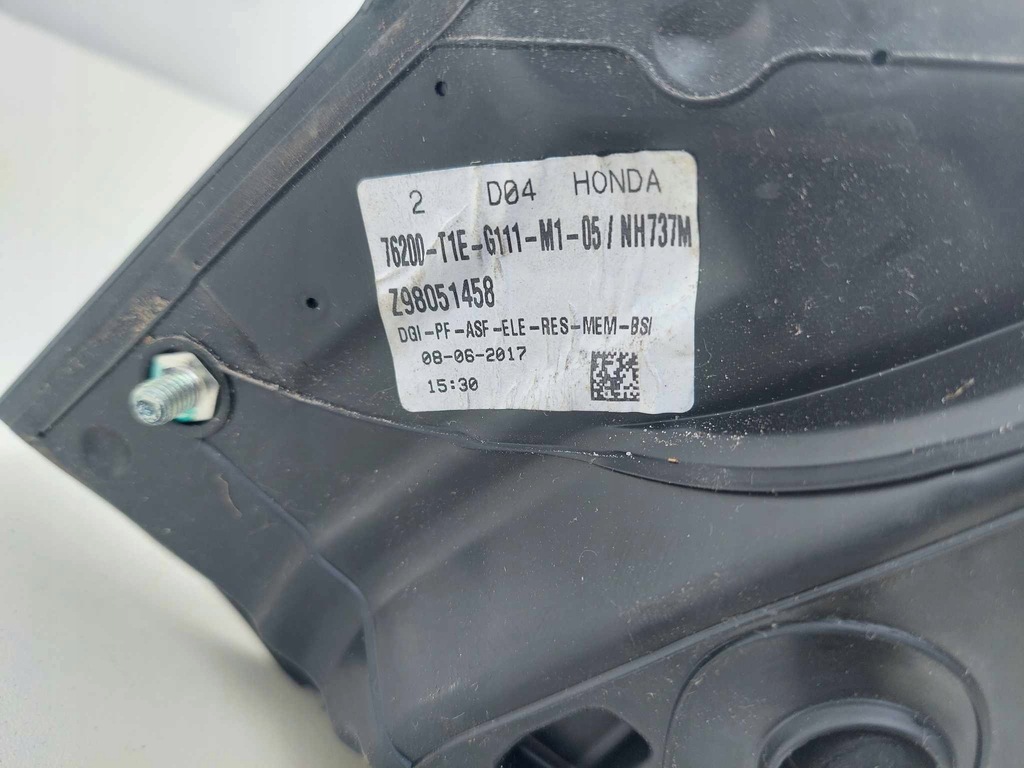 2 D04 HONDA
76200-T1E-G111-M1-05/NH737M
Z98051458
DGI-PF-ASF-ELE-RES-MEM-BSI
08-06-2017
15:30